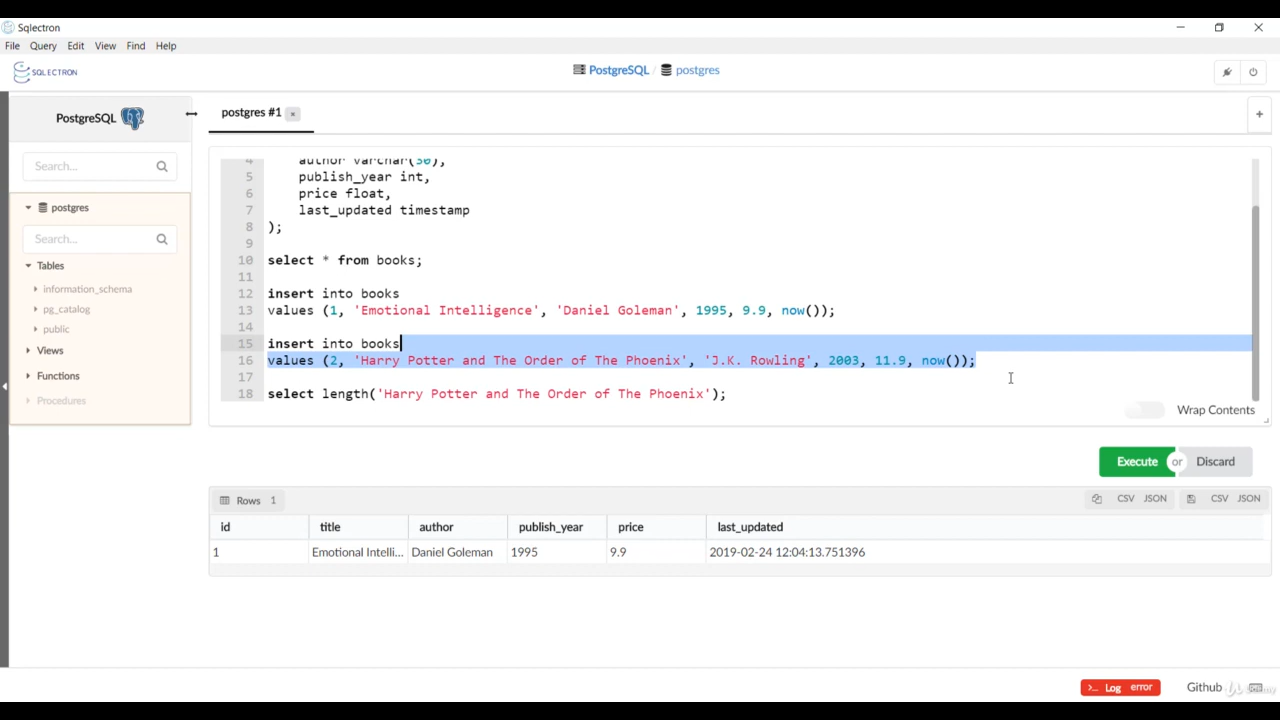 Sqlectron
File Query Edit View Find Help
SQLECTRON
PostgreSQL / postgres
PostgreSQL
postgres #1 ×
+
Search...
postgres
Search...
Tables
information_schema
pg_catalog
public
Views
Functions
Procedures
4 author varchar(30),
5 publish_year int,
6 price float,
7 last_updated timestamp
8 );
9
10 select * from books;
11
12 insert into books
13 values (1, 'Emotional Intelligence', 'Daniel Goleman', 1995, 9.9, now());
14
15 insert into books
16 values (2, 'Harry Potter and The Order of The Phoenix', 'J.K. Rowling', 2003, 11.9, now());
17
18 select length('Harry Potter and The Order of The Phoenix');
Wrap Contents
Execute or Discard
Rows 1 CSV JSON CSV JSON
id title author publish_year price last_updated
1 Emotional Intelli... Daniel Goleman 1995 9.9 2019-02-24 12:04:13.751396
>_ Log error Github
Udemy